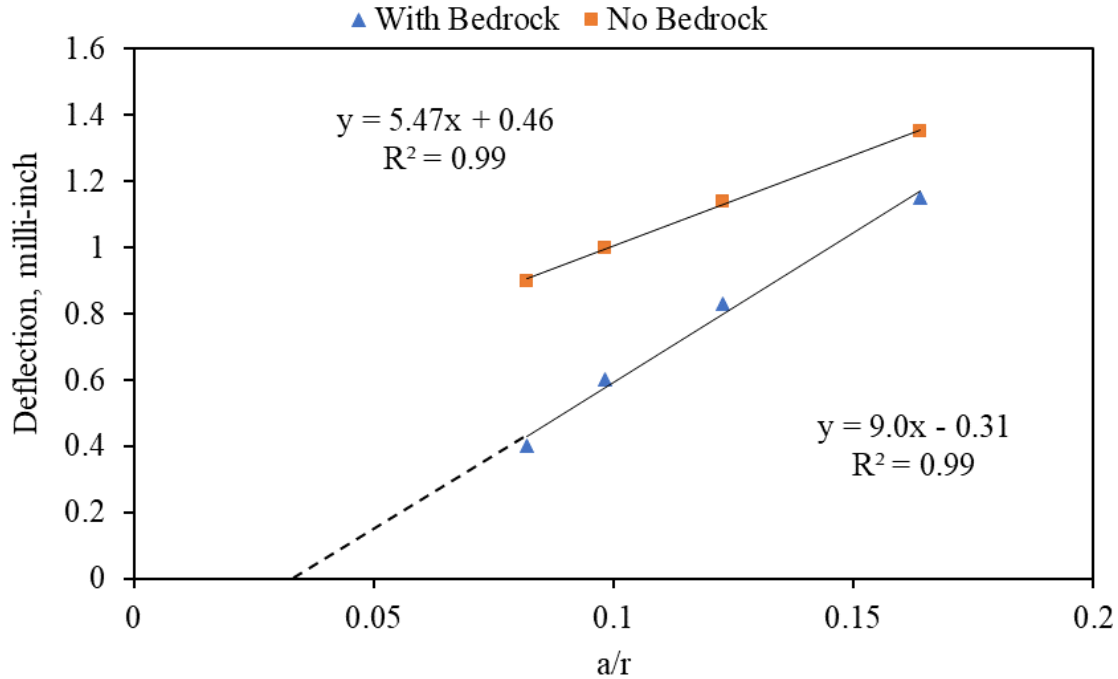 With Bedrock No Bedrock
1.6
1.4
1.2
1
0.8
0.6
0.4
0.2
0
y = 5.47x + 0.46
R² = 0.99
y = 9.0x - 0.31
R² = 0.99
Deflection, milli-inch
0 0.05 0.1 0.15 0.2
a/r